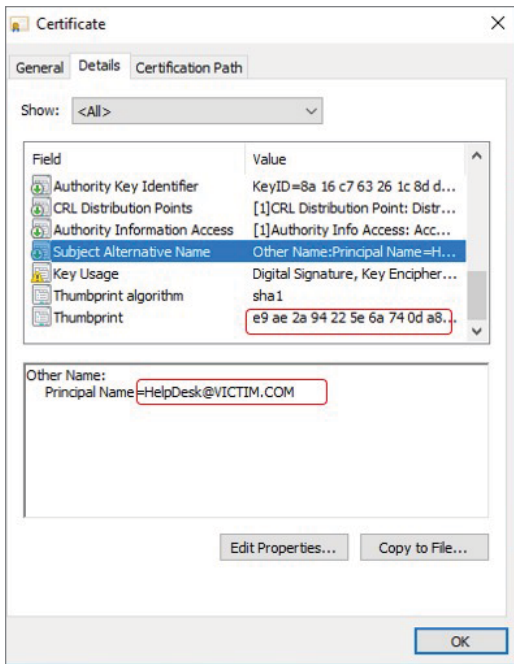 Certificate
General Details Certification Path
Show: <All>
Field Value
Authority Key Identifier KeyID=8a 16 c7 63 26 1c 8d d...
CRL Distribution Points [1]CRL Distribution Point: Distr...
Authority Information Access [1]Authority Info Access: Acc...
Subject Alternative Name Other Name:Principal Name=H...
Key Usage Digital Signature, Key Encipher...
Thumbprint algorithm sha1
Thumbprint e9 ae 2a 94 22 5e 6a 74 0d a8...
Other Name:
Principal Name=HelpDesk@VICTIM.COM
Edit Properties... Copy to File...
OK